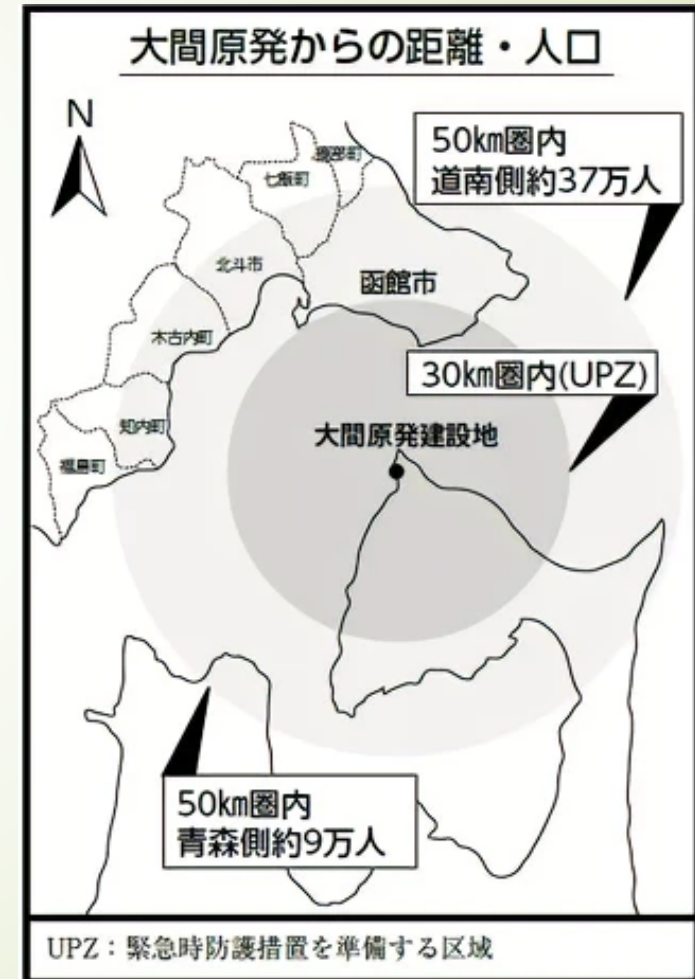 大間原発からの距離・人口
N
50㎞圏内
道南側約37万人
鹿部町
七飯町
北斗市
函館市
木古内町
30㎞圏内(UPZ)
知内町
大間原発建設地
福島町
50㎞圏内
青森側約9万人
UPZ：緊急時防護措置を準備する区域